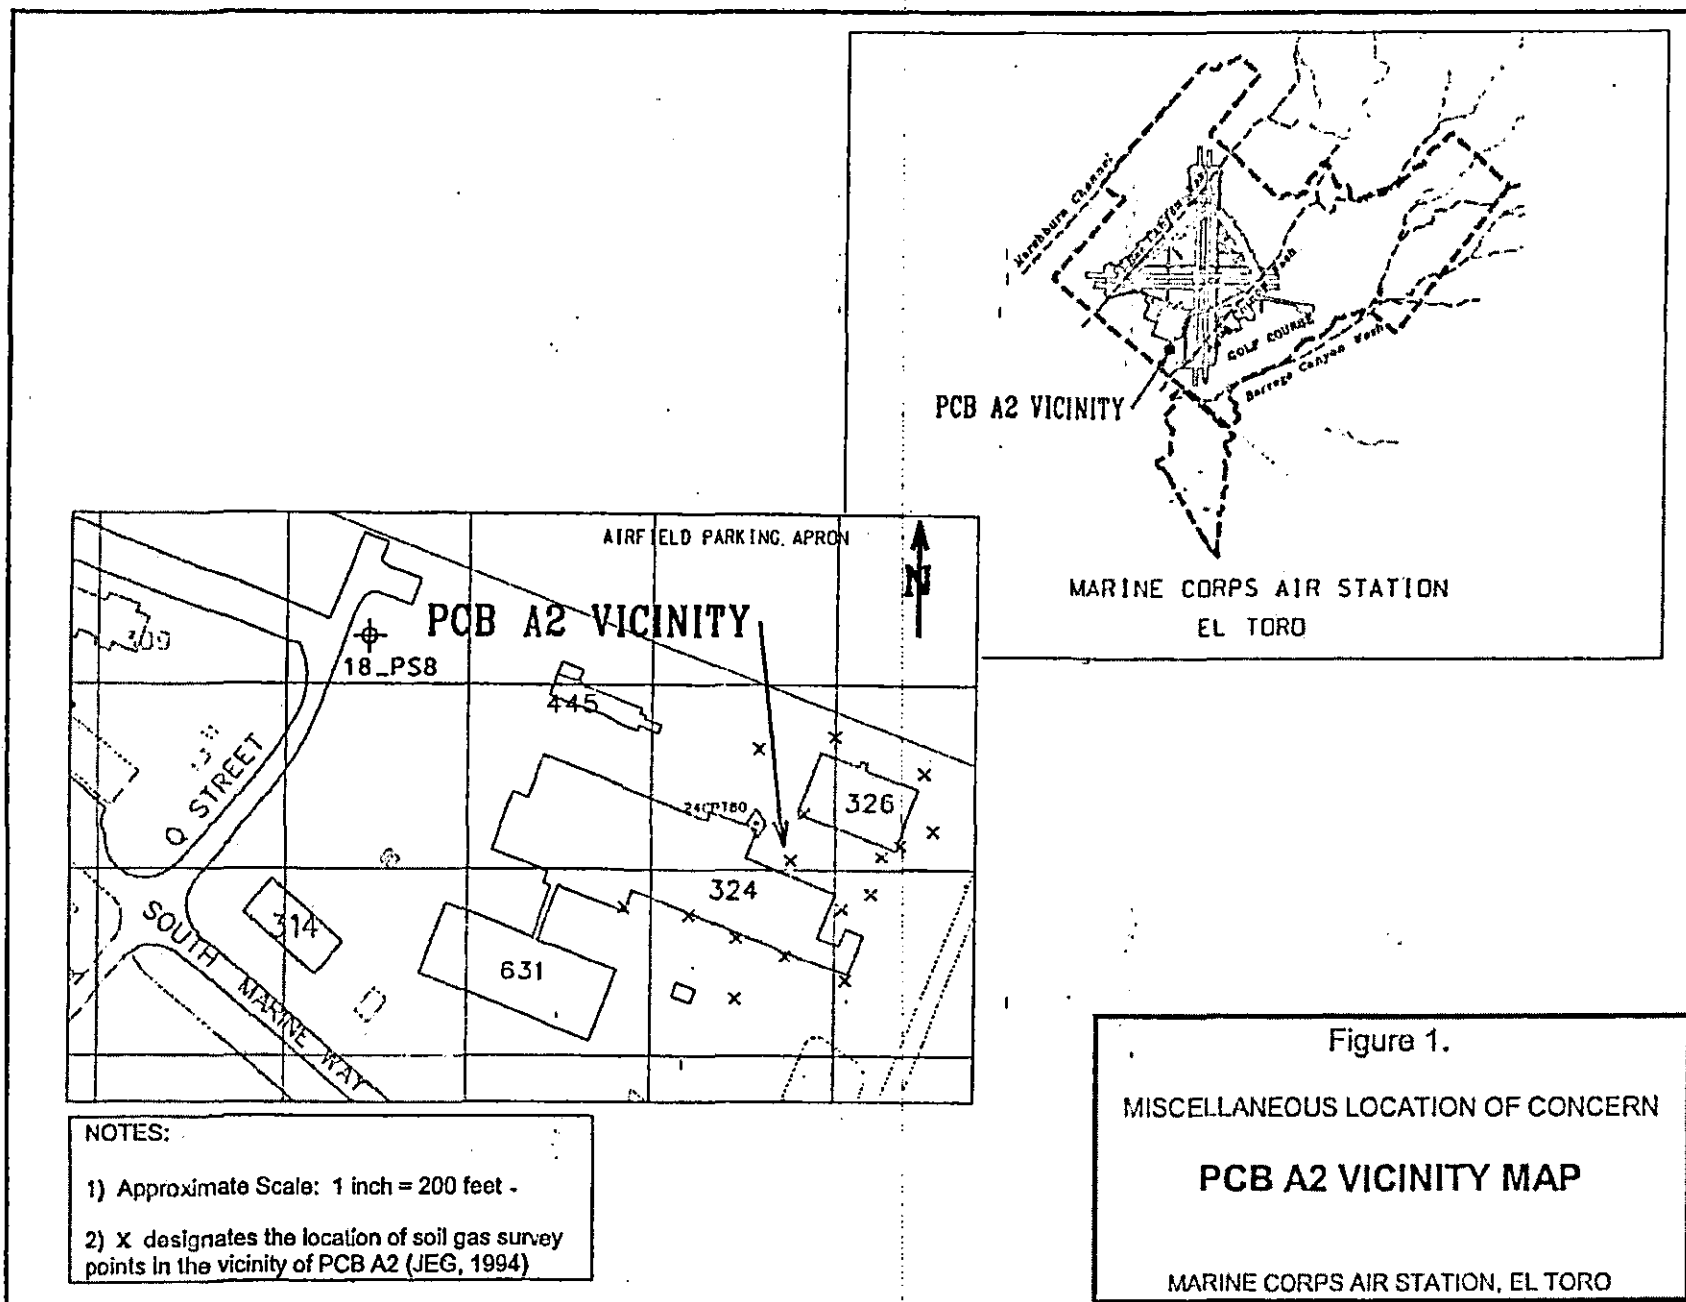 Marshburn Channel
GOLF COURSE
Borrego Canyon Wash
PCB A2 VICINITY
MARINE CORPS AIR STATION
EL TORO
AIRFIELD PARKING APRON
N
PCB A2 VICINITY
309
18_PS8
445
Q STREET
326
324
314
SOUTH MARINE WAY
631
NOTES:
1) Approximate Scale: 1 inch = 200 feet
2) X designates the location of soil gas survey
points in the vicinity of PCB A2 (JEG, 1994)
Figure 1.
MISCELLANEOUS LOCATION OF CONCERN
PCB A2 VICINITY MAP
MARINE CORPS AIR STATION, EL TORO